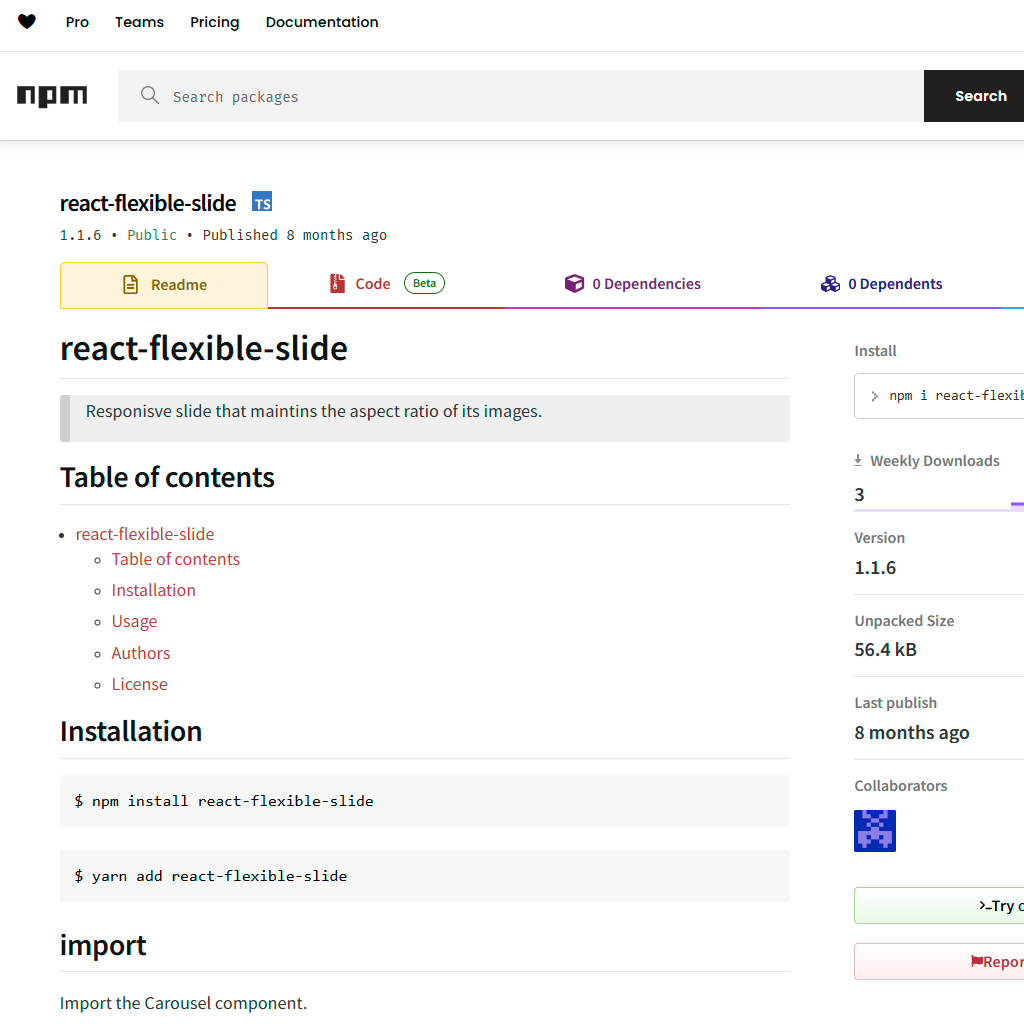 Pro Teams Pricing Documentation
npm Search packages Search
react-flexible-slide TS
1.1.6 • Public • Published 8 months ago
Readme Code Beta 0 Dependencies 0 Dependents
react-flexible-slide
Responisve slide that maintins the aspect ratio of its images.
Table of contents
react-flexible-slide
Table of contents
Installation
Usage
Authors
License
Installation
$ npm install react-flexible-slide
$ yarn add react-flexible-slide
import
Import the Carousel component.
Install
npm i react-flexib
Weekly Downloads
3
Version
1.1.6
Unpacked Size
56.4 kB
Last publish
8 months ago
Collaborators
Try
Repor